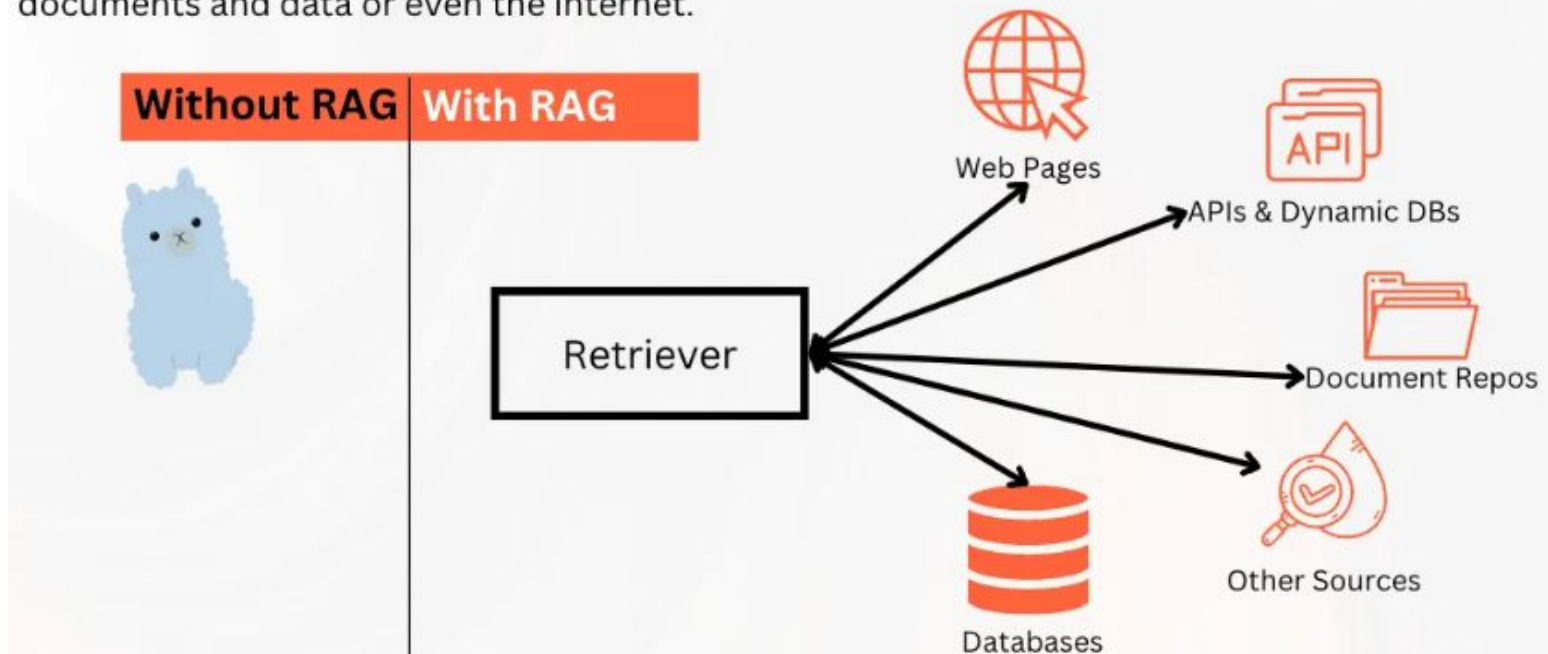 documents and data or even the internet.
Without RAG
With RAG
Web Pages
API
APIs & Dynamic DBs
Retriever
Document Repos
Other Sources
Databases